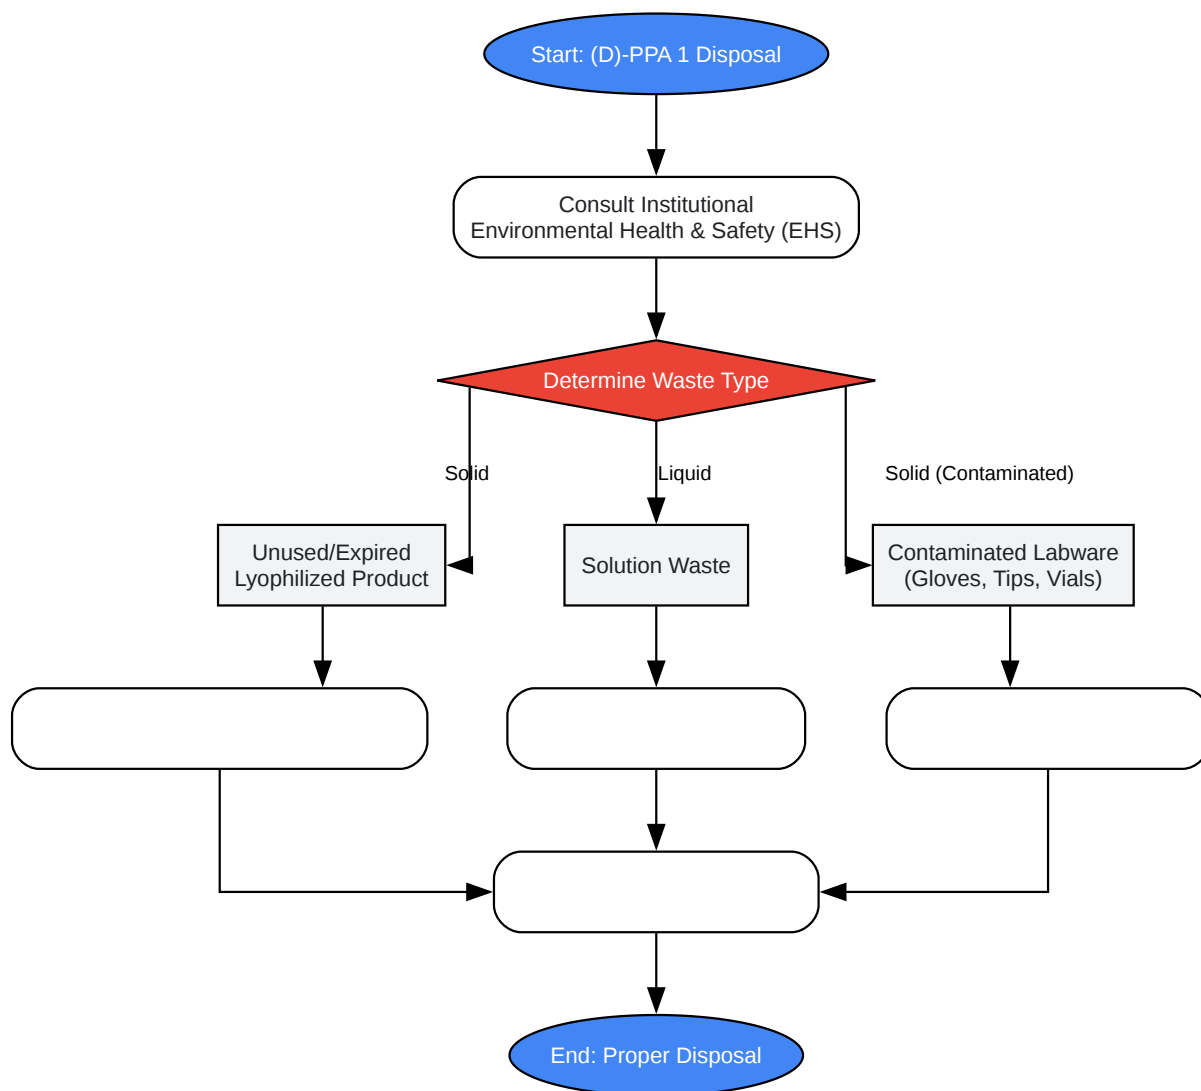 Start: (D)-PPA 1 Disposal
Consult Institutional
Environmental Health & Safety (EHS)
Determine Waste Type
Solid
Liquid
Solid (Contaminated)
Unused/Expired
Lyophilized Product
Solution Waste
Contaminated Labware
(Gloves, Tips, Vials)
End: Proper Disposal